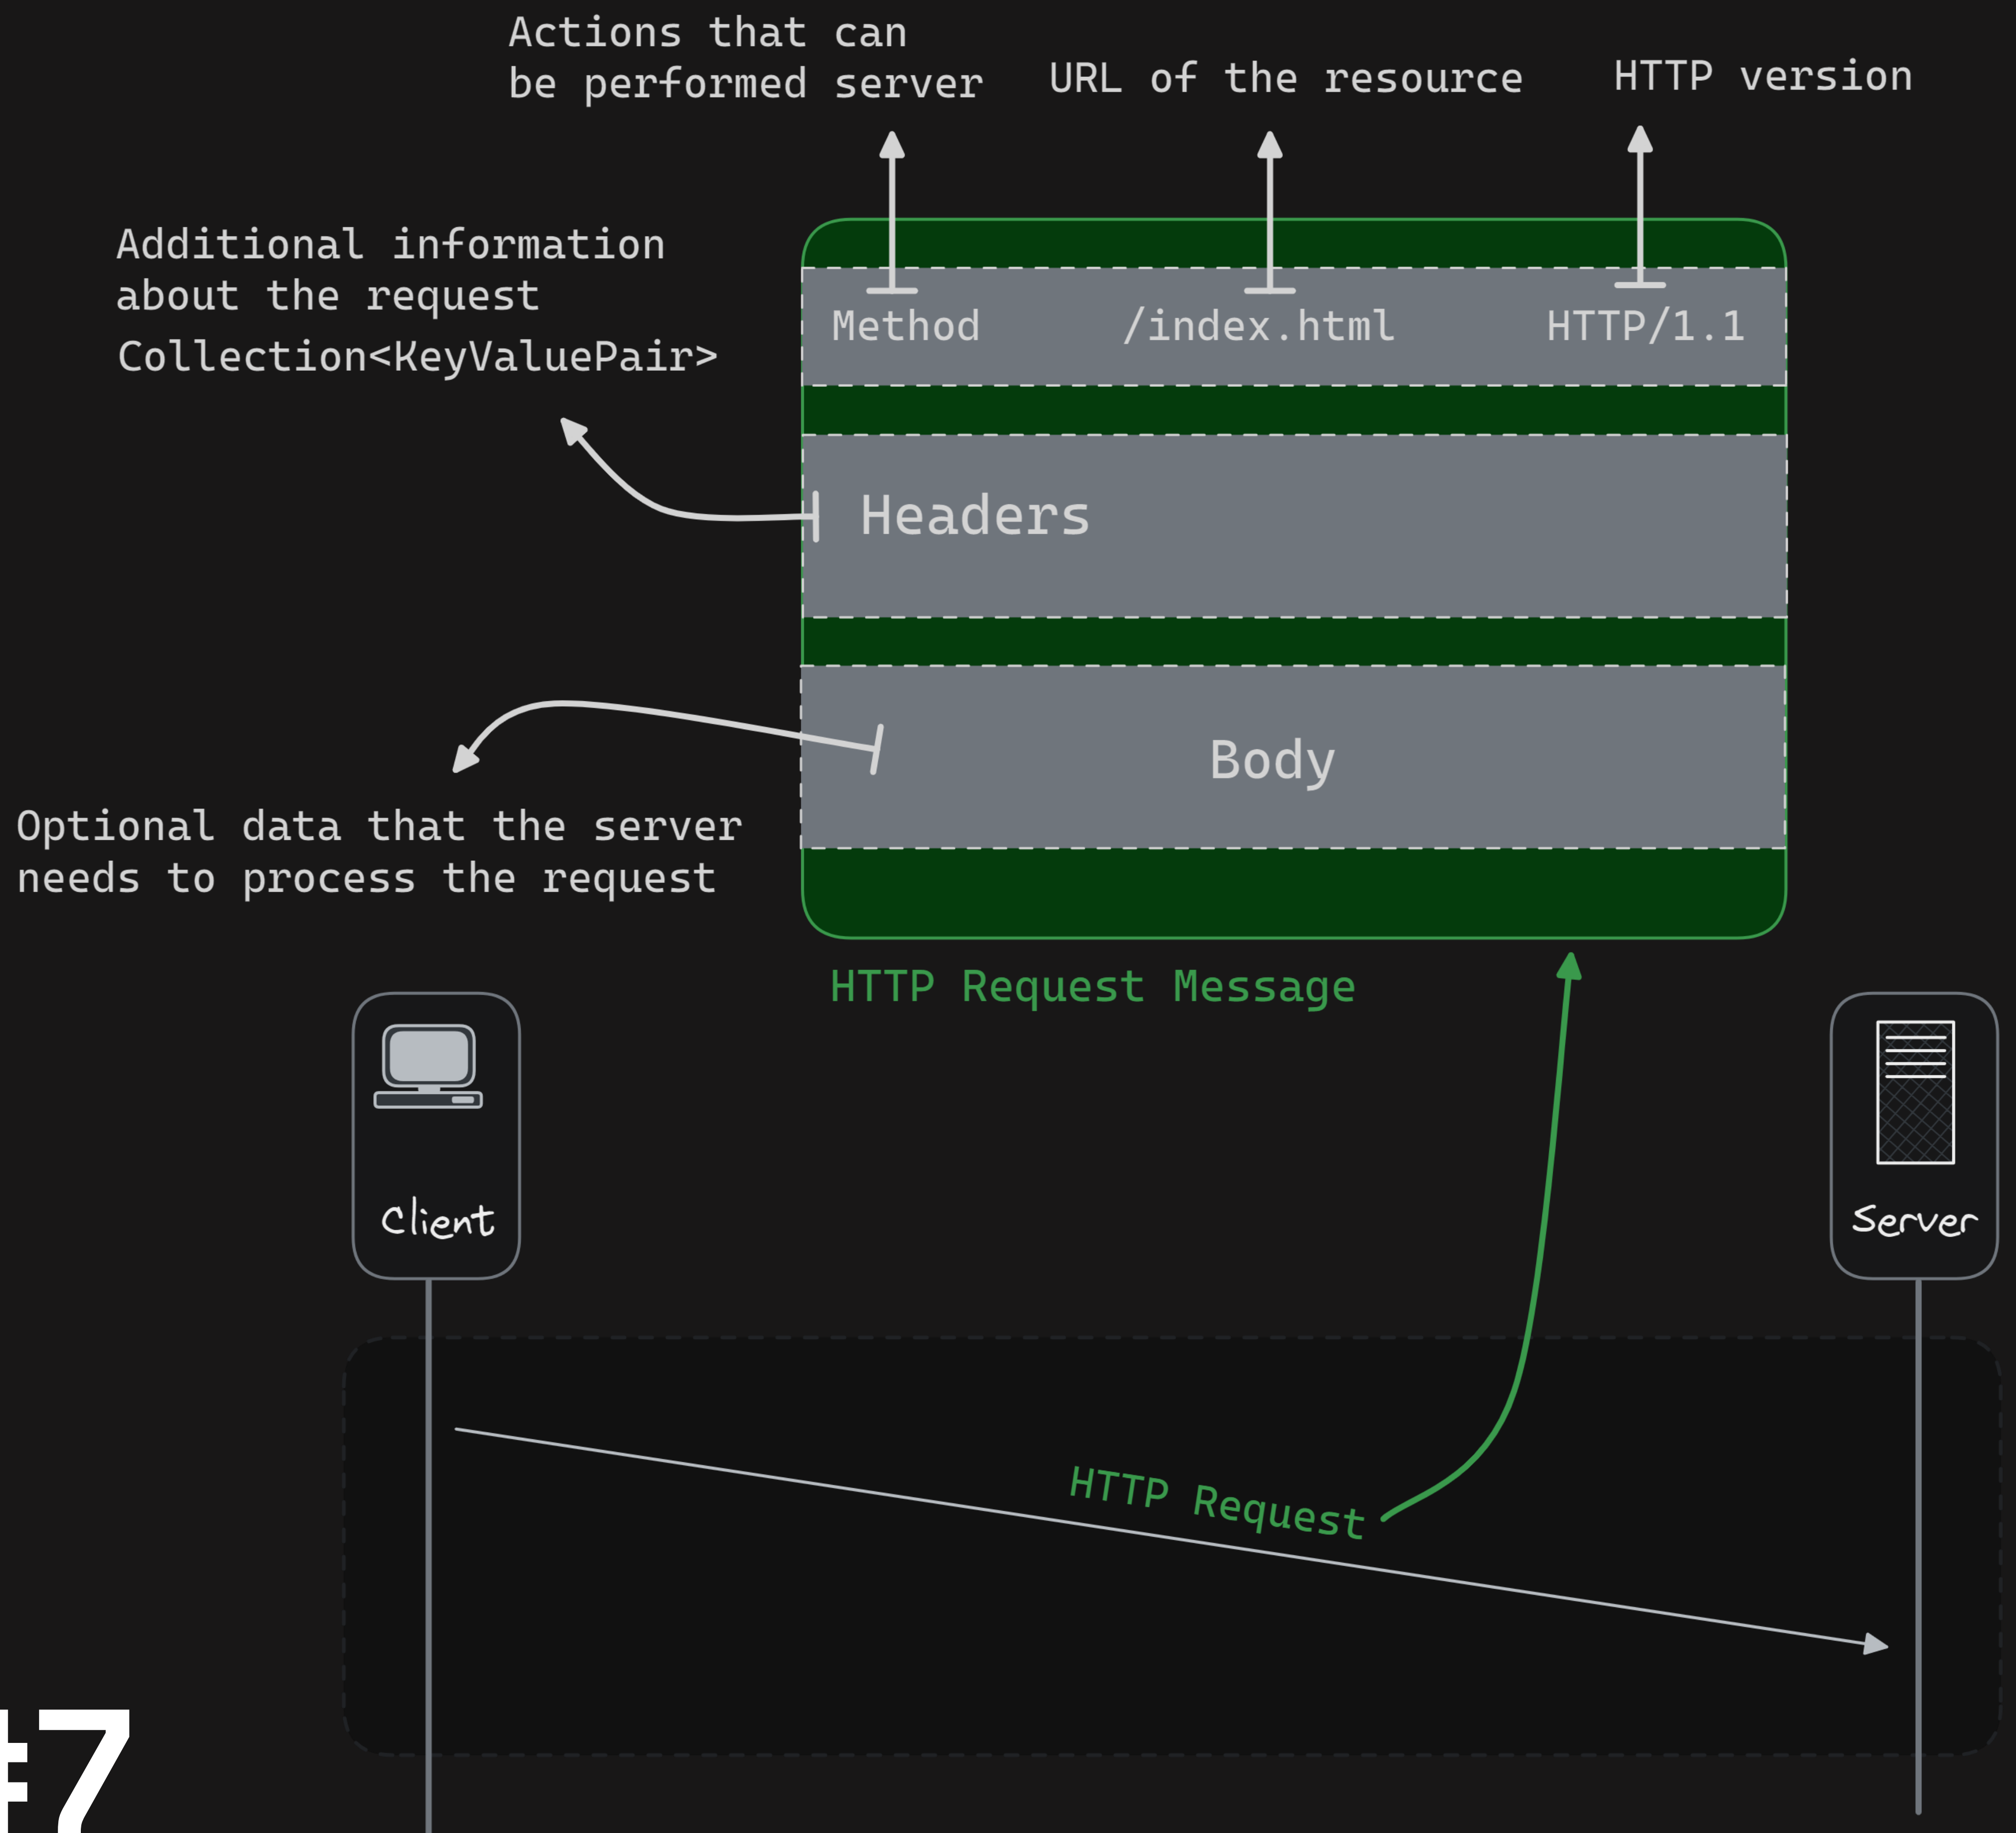 Actions that can
be performed server
URL of the resource
HTTP version
Additional information
about the request
Collection<KeyValuePair>
Method /index.html HTTP/1.1
Headers
Body
Optional data that the server
needs to process the request
HTTP Request Message
Client
Server
HTTP Request
#7